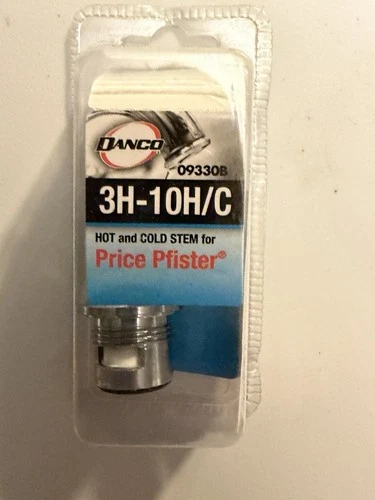 DANCO
09330B
3H-10H/C
HOT and COLD STEM for
Price Pfister®